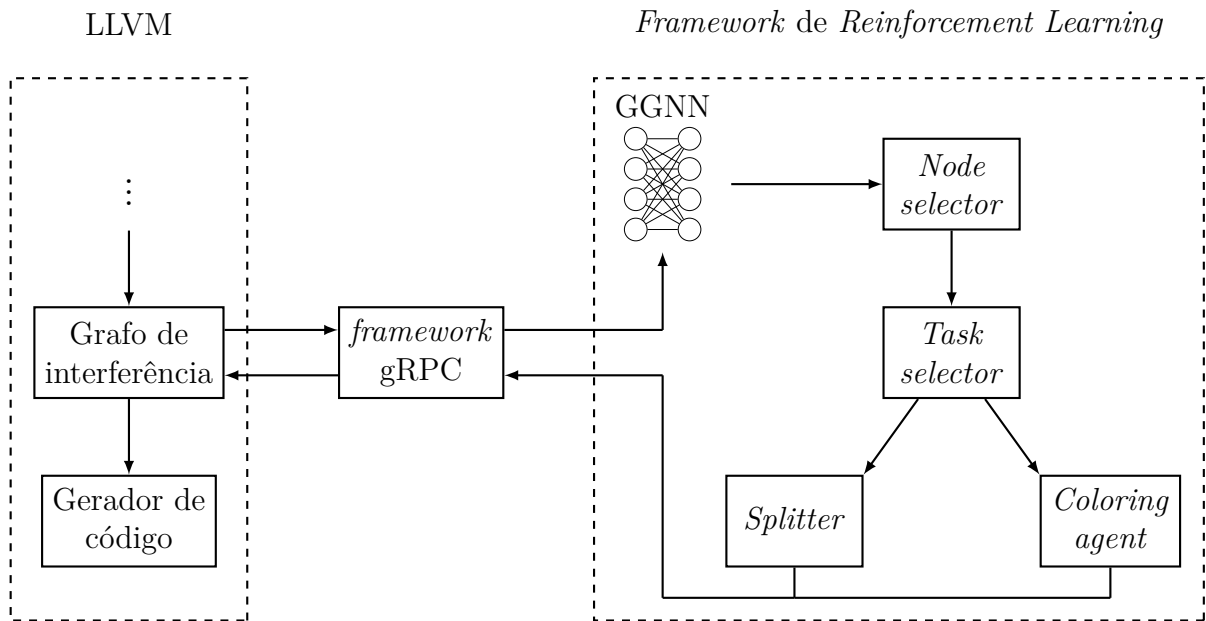 LLVM
Framework de Reinforcement Learning
GGNN
Node
selector
Grafo de
interferência
framework
gRPC
Task
selector
Gerador de
código
Splitter
Coloring
agent